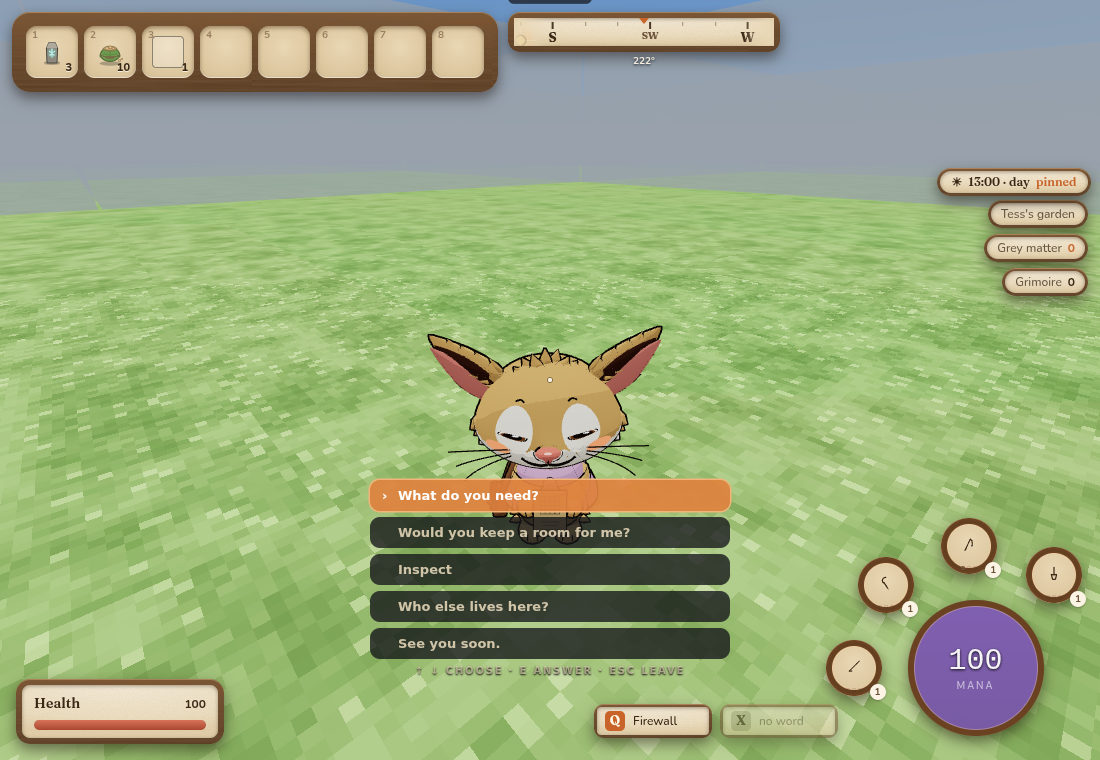 1 2 3 4 5 6 7 8
3 10 1
S SW W
222°
13:00 · day pinned
Tess's garden
Grey matter 0
Grimoire 0
› What do you need?
Would you keep a room for me?
Inspect
Who else lives here?
See you soon.
↑ ↓ CHOOSE · E ANSWER · ESC LEAVE
1
1
1
1
100
MANA
Health 100
Q Firewall
X no word